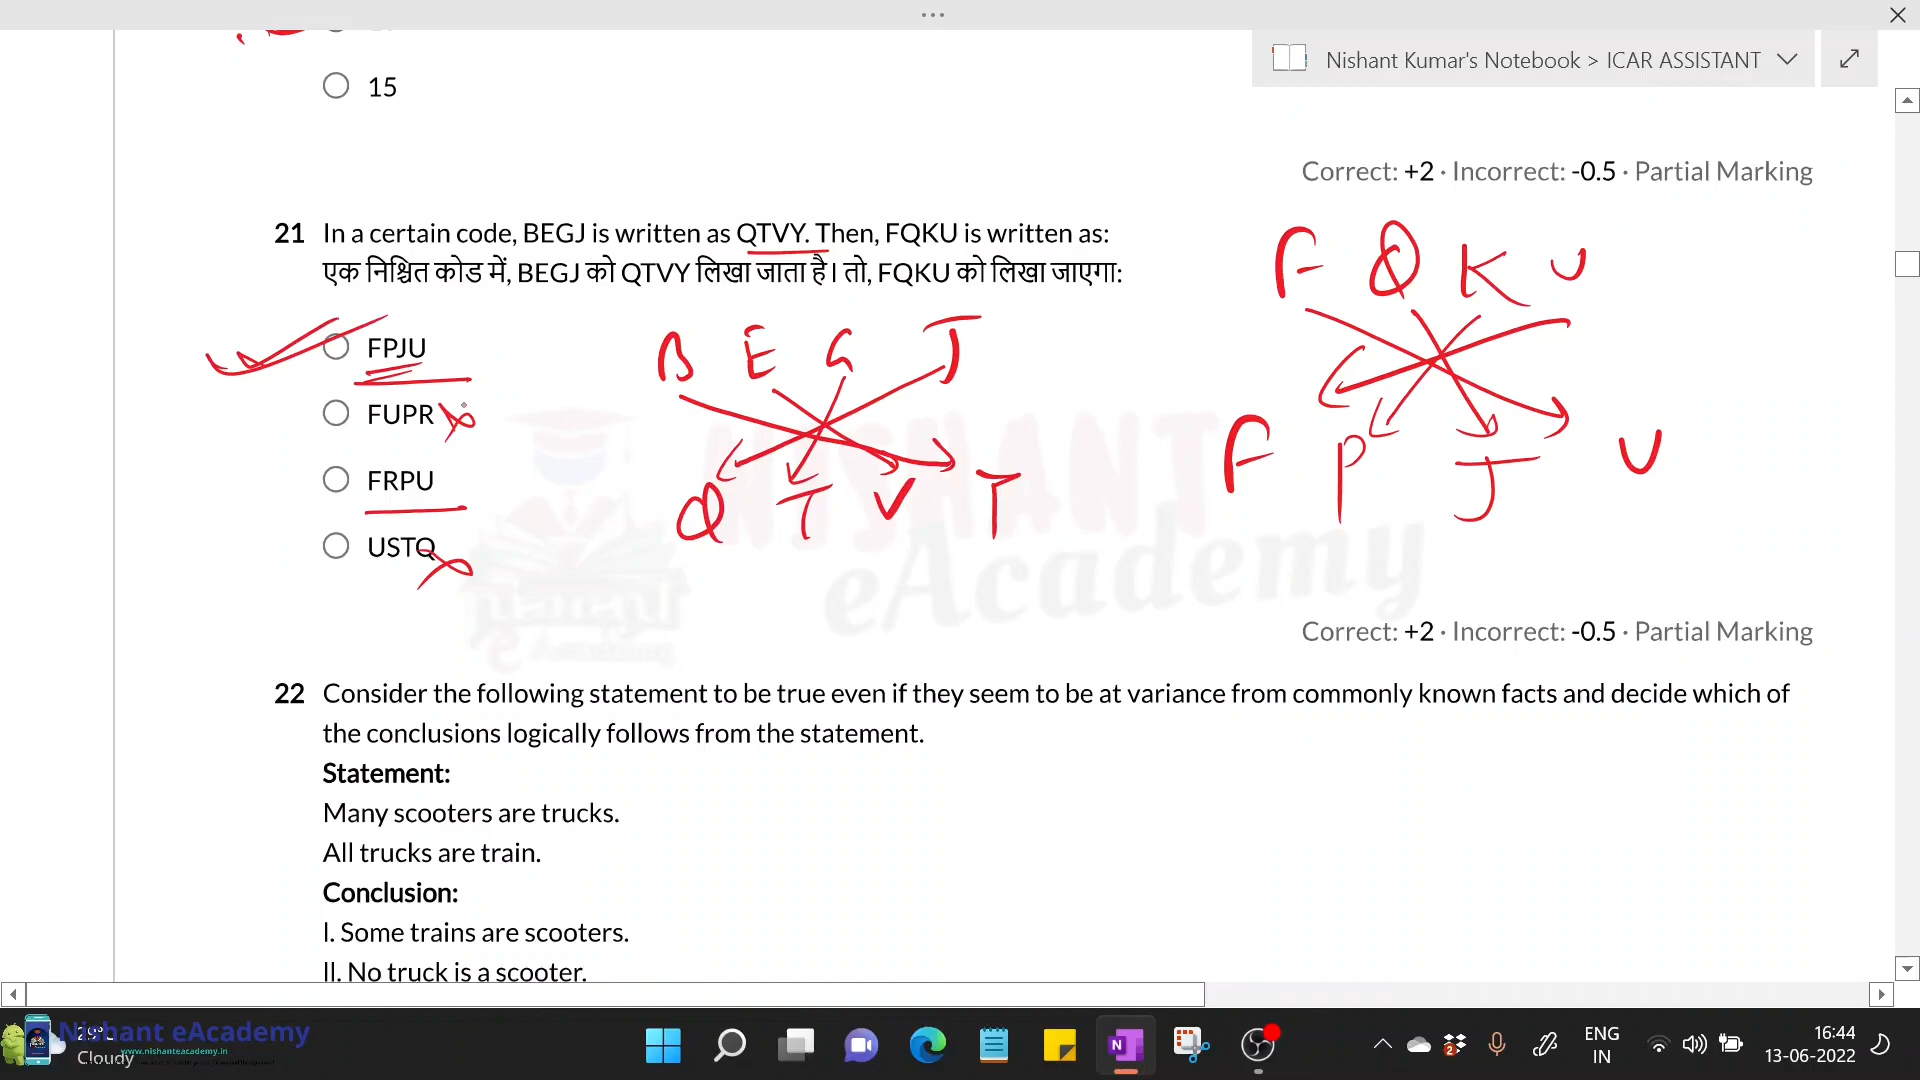 Nishant Kumar's Notebook > ICAR ASSISTANT
15
Correct: +2 · Incorrect: -0.5 · Partial Marking
21 In a certain code, BEGJ is written as QTVY. Then, FQKU is written as:
एक निश्चित कोड में, BEGJ को QTVY लिखा जाता है। तो, FQKU को लिखा जाएगा:
F Q K U
FPJU
B E G J
FUPR
F P J U
FRPU
Q T V T
USTQ
NISHANT
eAcademy
Correct: +2 · Incorrect: -0.5 · Partial Marking
22 Consider the following statement to be true even if they seem to be at variance from commonly known facts and decide which of
the conclusions logically follows from the statement.
Statement:
Many scooters are trucks.
All trucks are train.
Conclusion:
I. Some trains are scooters.
II. No truck is a scooter.
Nishant eAcademy
www.nishanteacademy.in
Cloudy
ENG
IN
16:44
13-06-2022